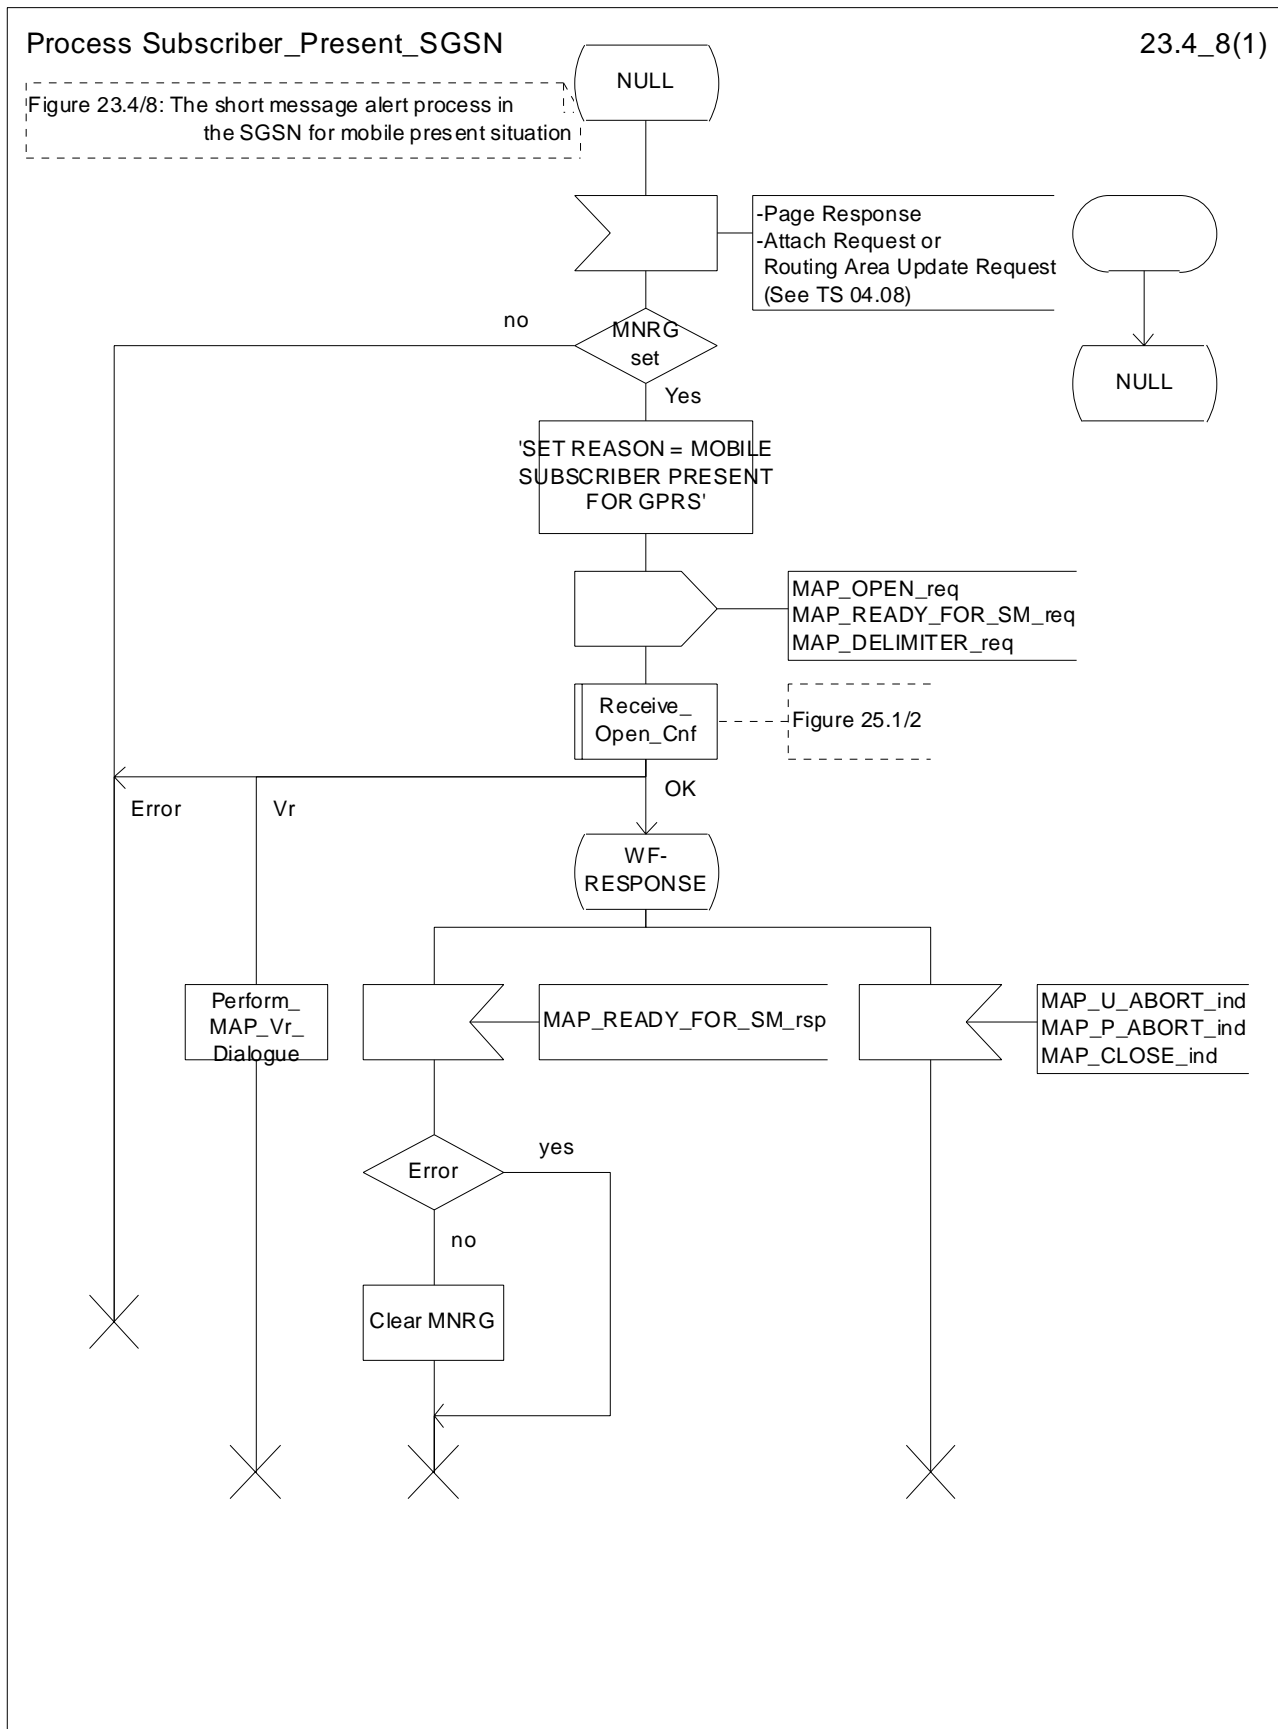 Process Subscriber_Present_SGSN
23.4_8(1)
Figure 23.4/8: The short message alert process in
the SGSN for mobile present situation
NULL
-Page Response
-Attach Request or
Routing Area Update Request
(See TS 04.08)
NULL
no
MNRG
set
Yes
'SET REASON = MOBILE
SUBSCRIBER PRESENT
FOR GPRS'
MAP_OPEN_req
MAP_READY_FOR_SM_req
MAP_DELIMITER_req
Receive_
Open_Cnf
Figure 25.1/2
Error
Vr
OK
WF-
RESPONSE
Perform_
MAP_Vr_
Dialogue
MAP_READY_FOR_SM_rsp
MAP_U_ABORT_ind
MAP_P_ABORT_ind
MAP_CLOSE_ind
Error
yes
no
Clear MNRG